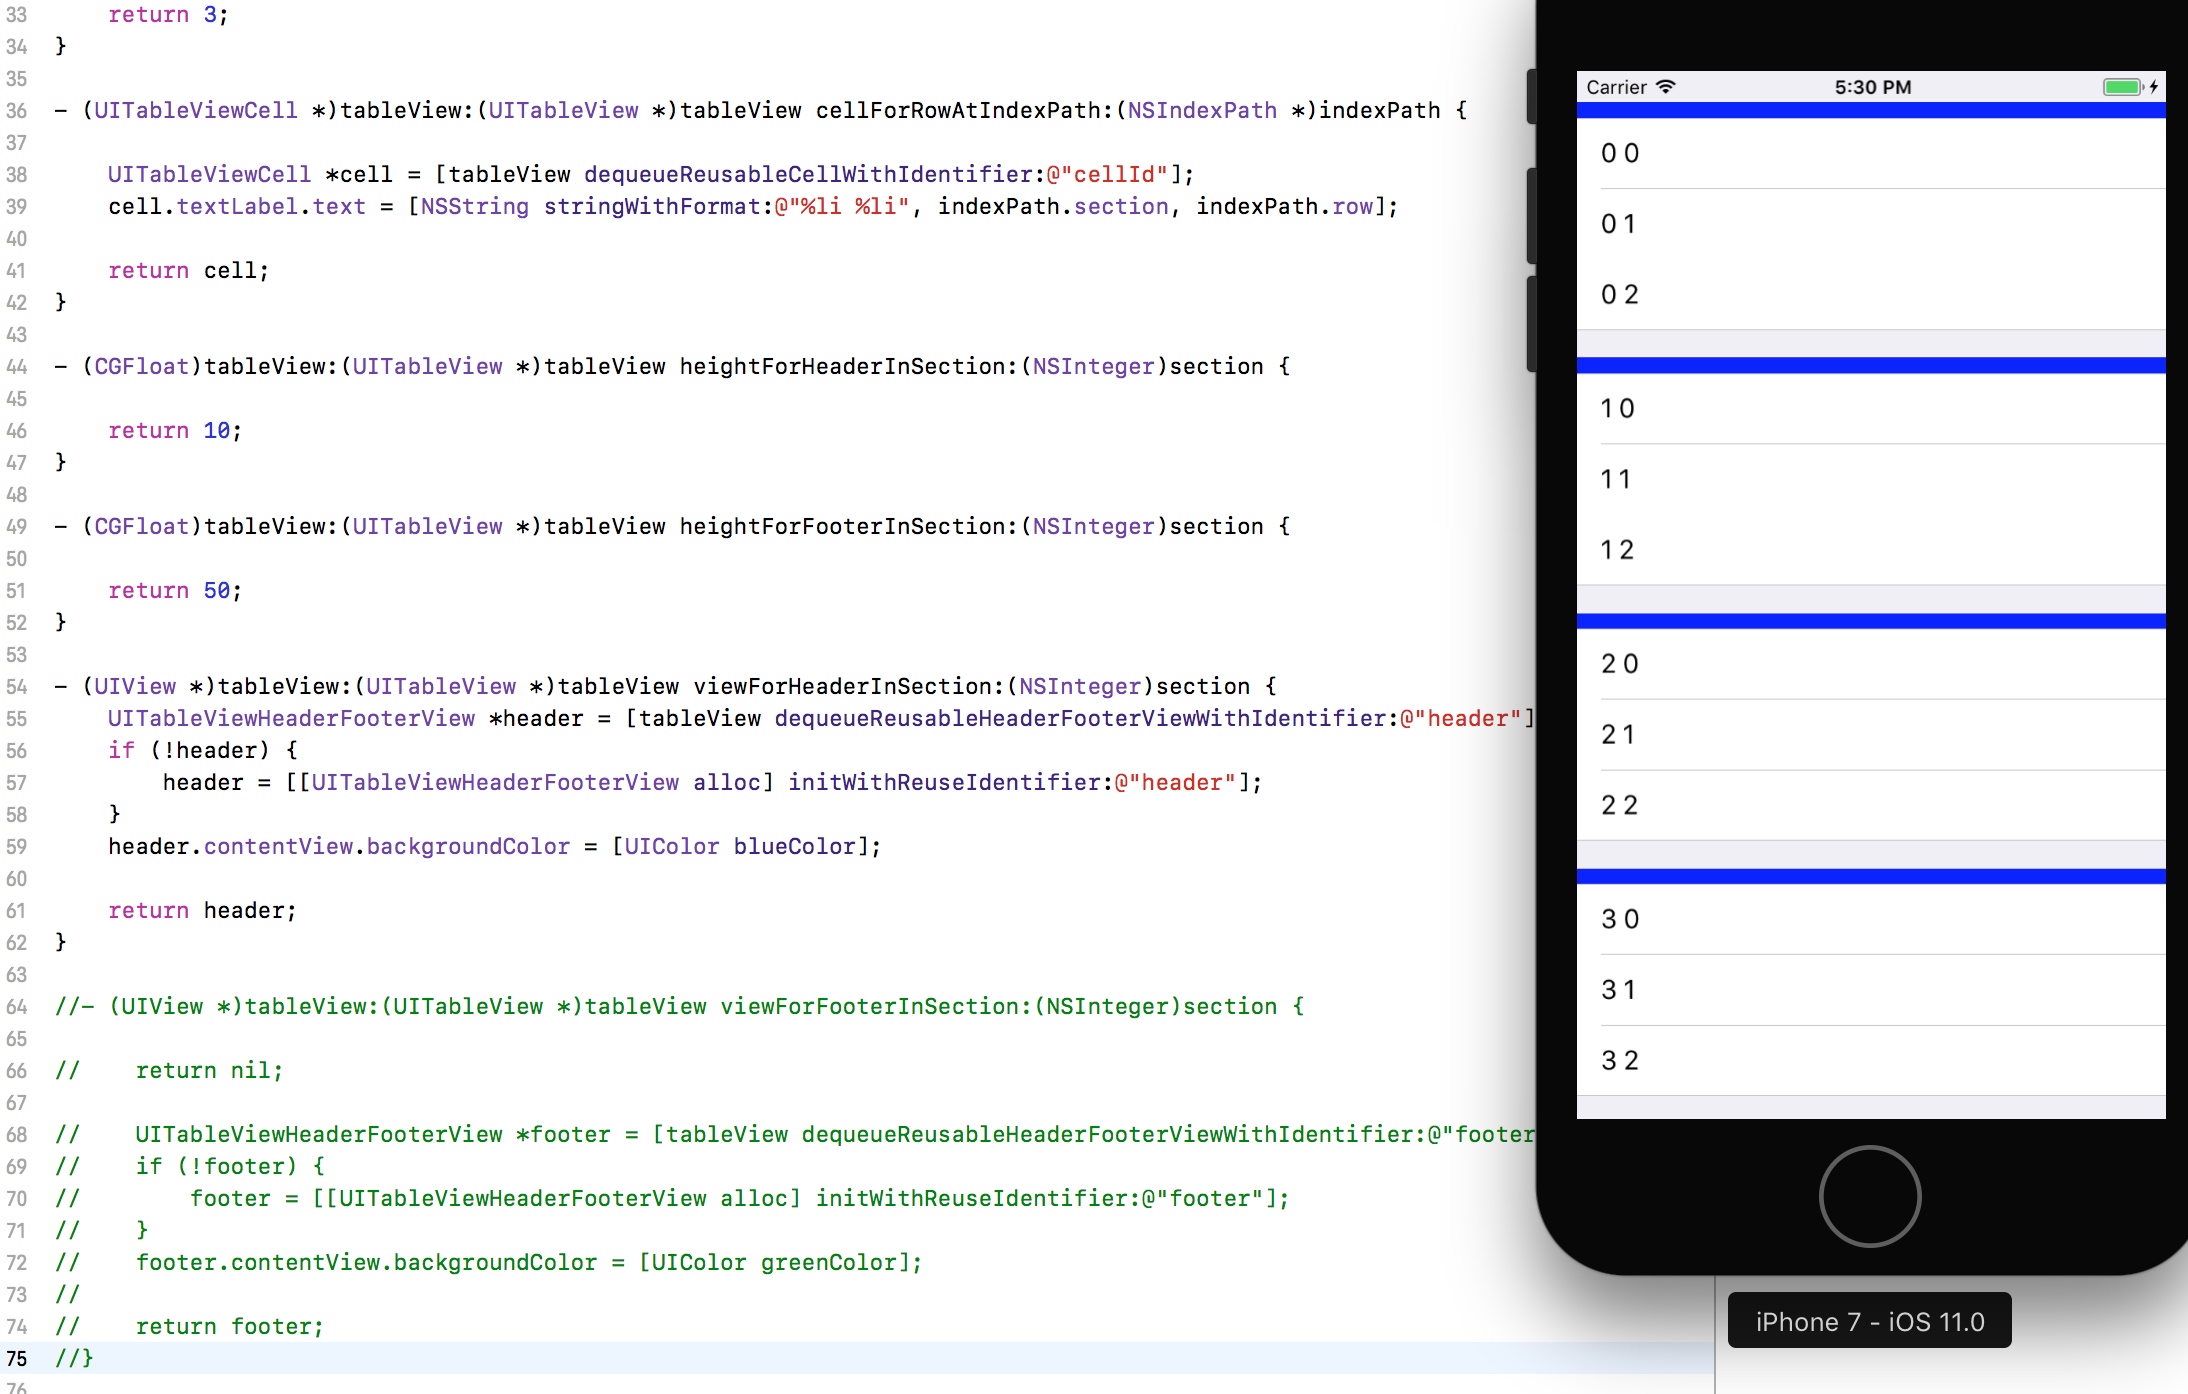 33 return 3;
34 }
35
36 - (UITableViewCell *)tableView:(UITableView *)tableView cellForRowAtIndexPath:(NSIndexPath *)indexPath {
37
38 UITableViewCell *cell = [tableView dequeueReusableCellWithIdentifier:@"cellId"];
39 cell.textLabel.text = [NSString stringWithFormat:@"%li %li", indexPath.section, indexPath.row];
40
41 return cell;
42 }
43
44 - (CGFloat)tableView:(UITableView *)tableView heightForHeaderInSection:(NSInteger)section {
45
46 return 10;
47 }
48
49 - (CGFloat)tableView:(UITableView *)tableView heightForFooterInSection:(NSInteger)section {
50
51 return 50;
52 }
53
54 - (UIView *)tableView:(UITableView *)tableView viewForHeaderInSection:(NSInteger)section {
55 UITableViewHeaderFooterView *header = [tableView dequeueReusableHeaderFooterViewWithIdentifier:@"header"]
56 if (!header) {
57 header = [[UITableViewHeaderFooterView alloc] initWithReuseIdentifier:@"header"];
58 }
59 header.contentView.backgroundColor = [UIColor blueColor];
60
61 return header;
62 }
63
64 //- (UIView *)tableView:(UITableView *)tableView viewForFooterInSection:(NSInteger)section {
65
66 // return nil;
67
68 // UITableViewHeaderFooterView *footer = [tableView dequeueReusableHeaderFooterViewWithIdentifier:@"footer
69 // if (!footer) {
70 // footer = [[UITableViewHeaderFooterView alloc] initWithReuseIdentifier:@"footer"];
71 // }
72 // footer.contentView.backgroundColor = [UIColor greenColor];
73 //
74 // return footer;
75 //}
76
Carrier 5:30 PM
0 0
0 1
0 2
1 0
1 1
1 2
2 0
2 1
2 2
3 0
3 1
3 2
iPhone 7 - iOS 11.0